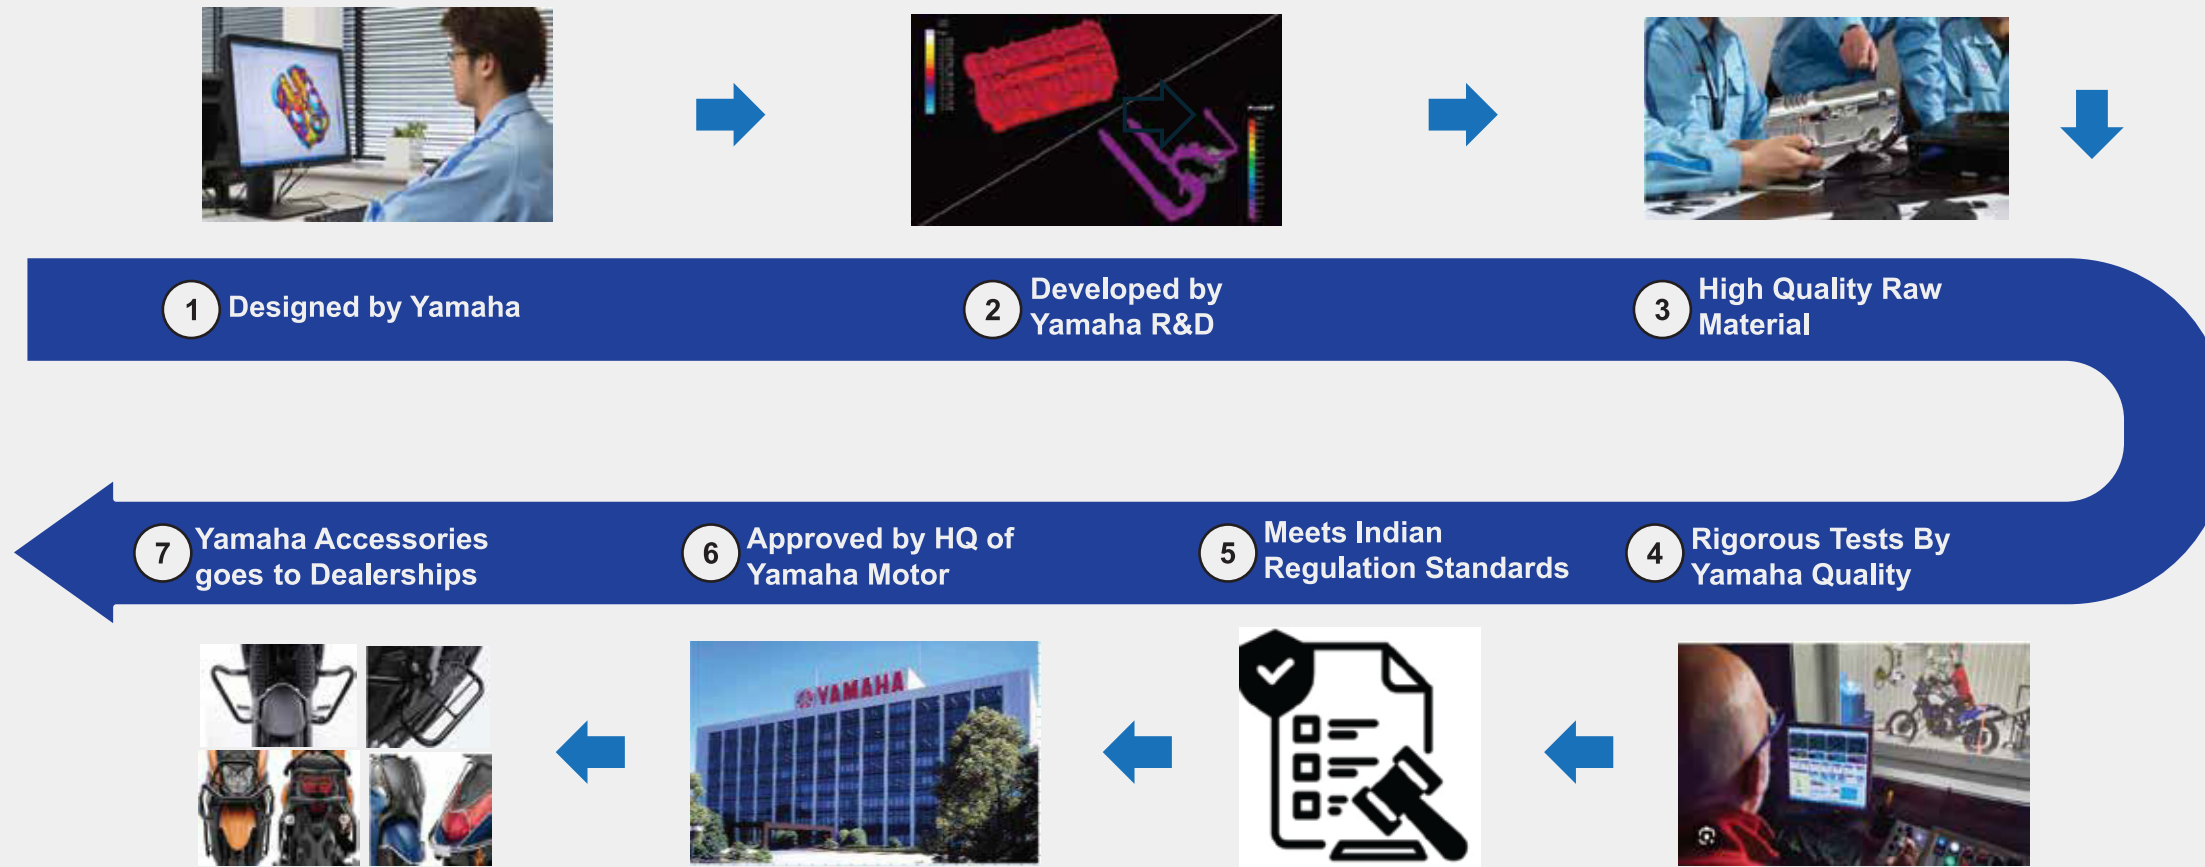 1 Designed by Yamaha
2 Developed by
Yamaha R&D
3 High Quality Raw
Material
4 Rigorous Tests By
Yamaha Quality
5 Meets Indian
Regulation Standards
6 Approved by HQ of
Yamaha Motor
7 Yamaha Accessories
goes to Dealerships
YAMAHA